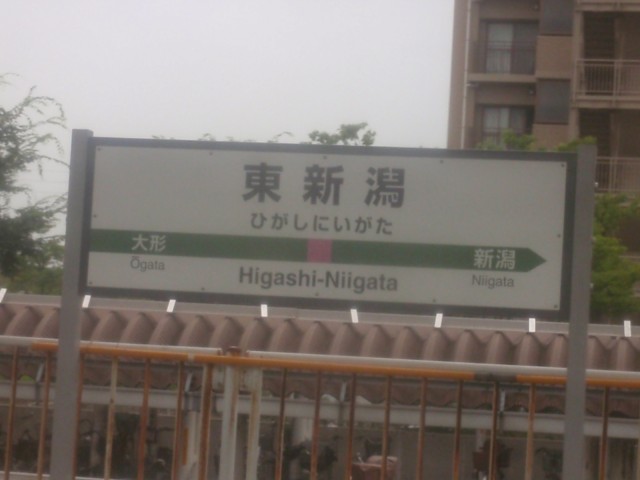 東新潟
ひがしにいがた
大形 新潟
Ōgata Niigata
Higashi-Niigata